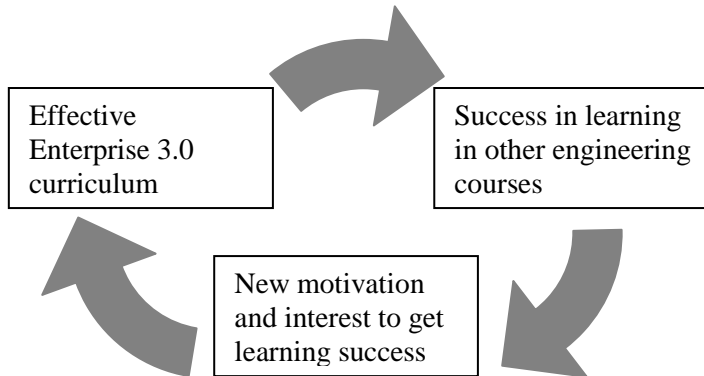 Effective
Enterprise 3.0
curriculum
Success in learning
in other engineering
courses
New motivation
and interest to get
learning success